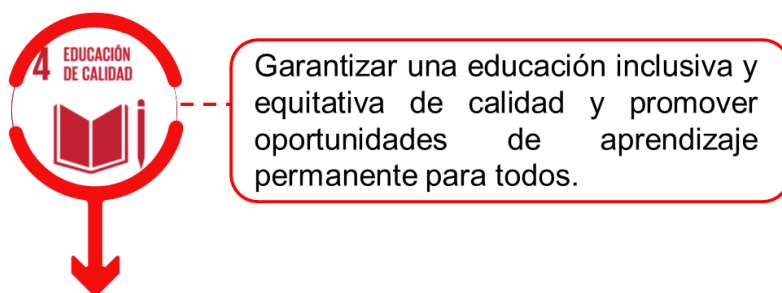 4 EDUCACIÓN
DE CALIDAD
Garantizar una educación inclusiva y
equitativa de calidad y promover
oportunidades de aprendizaje
permanente para todos.